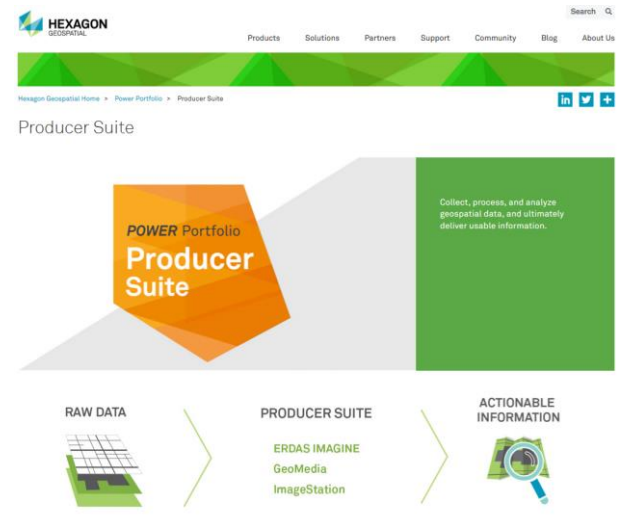 Search
HEXAGON
GEOSPATIAL
Products Solutions Partners Support Community Blog About Us
Hexagon Geospatial Home > Power Portfolio > Producer Suite
in
Producer Suite
POWER Portfolio
Producer
Suite
Collect, process, and analyze
geospatial data, and ultimately
deliver usable information.
RAW DATA
PRODUCER SUITE
ERDAS IMAGINE
GeoMedia
ImageStation
ACTIONABLE
INFORMATION